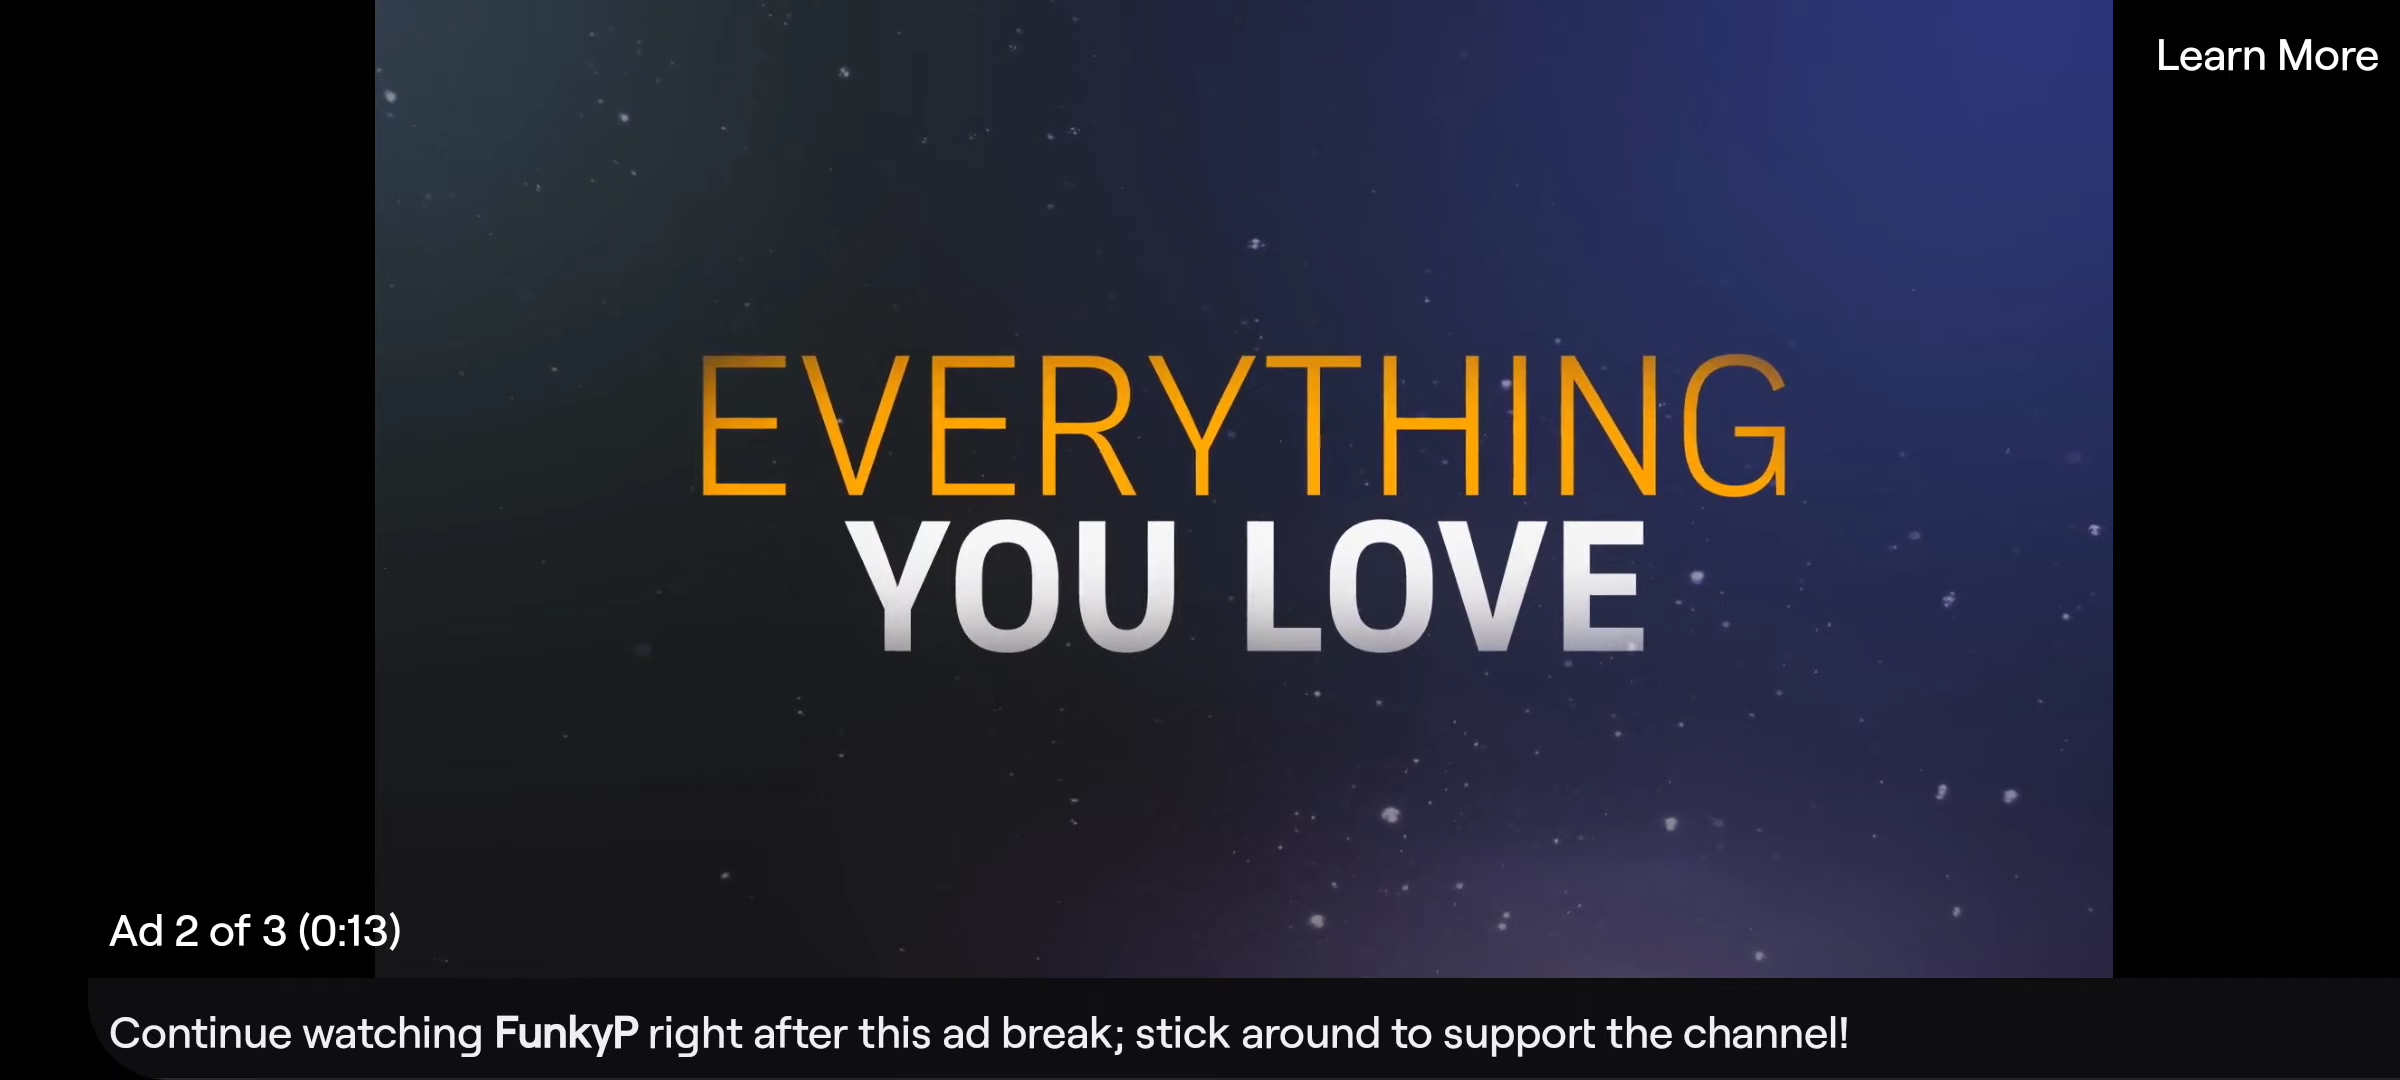 Learn More
EVERYTHING
YOU LOVE
Ad 2 of 3 (0:13)
Continue watching FunkyP right after this ad break; stick around to support the channel!